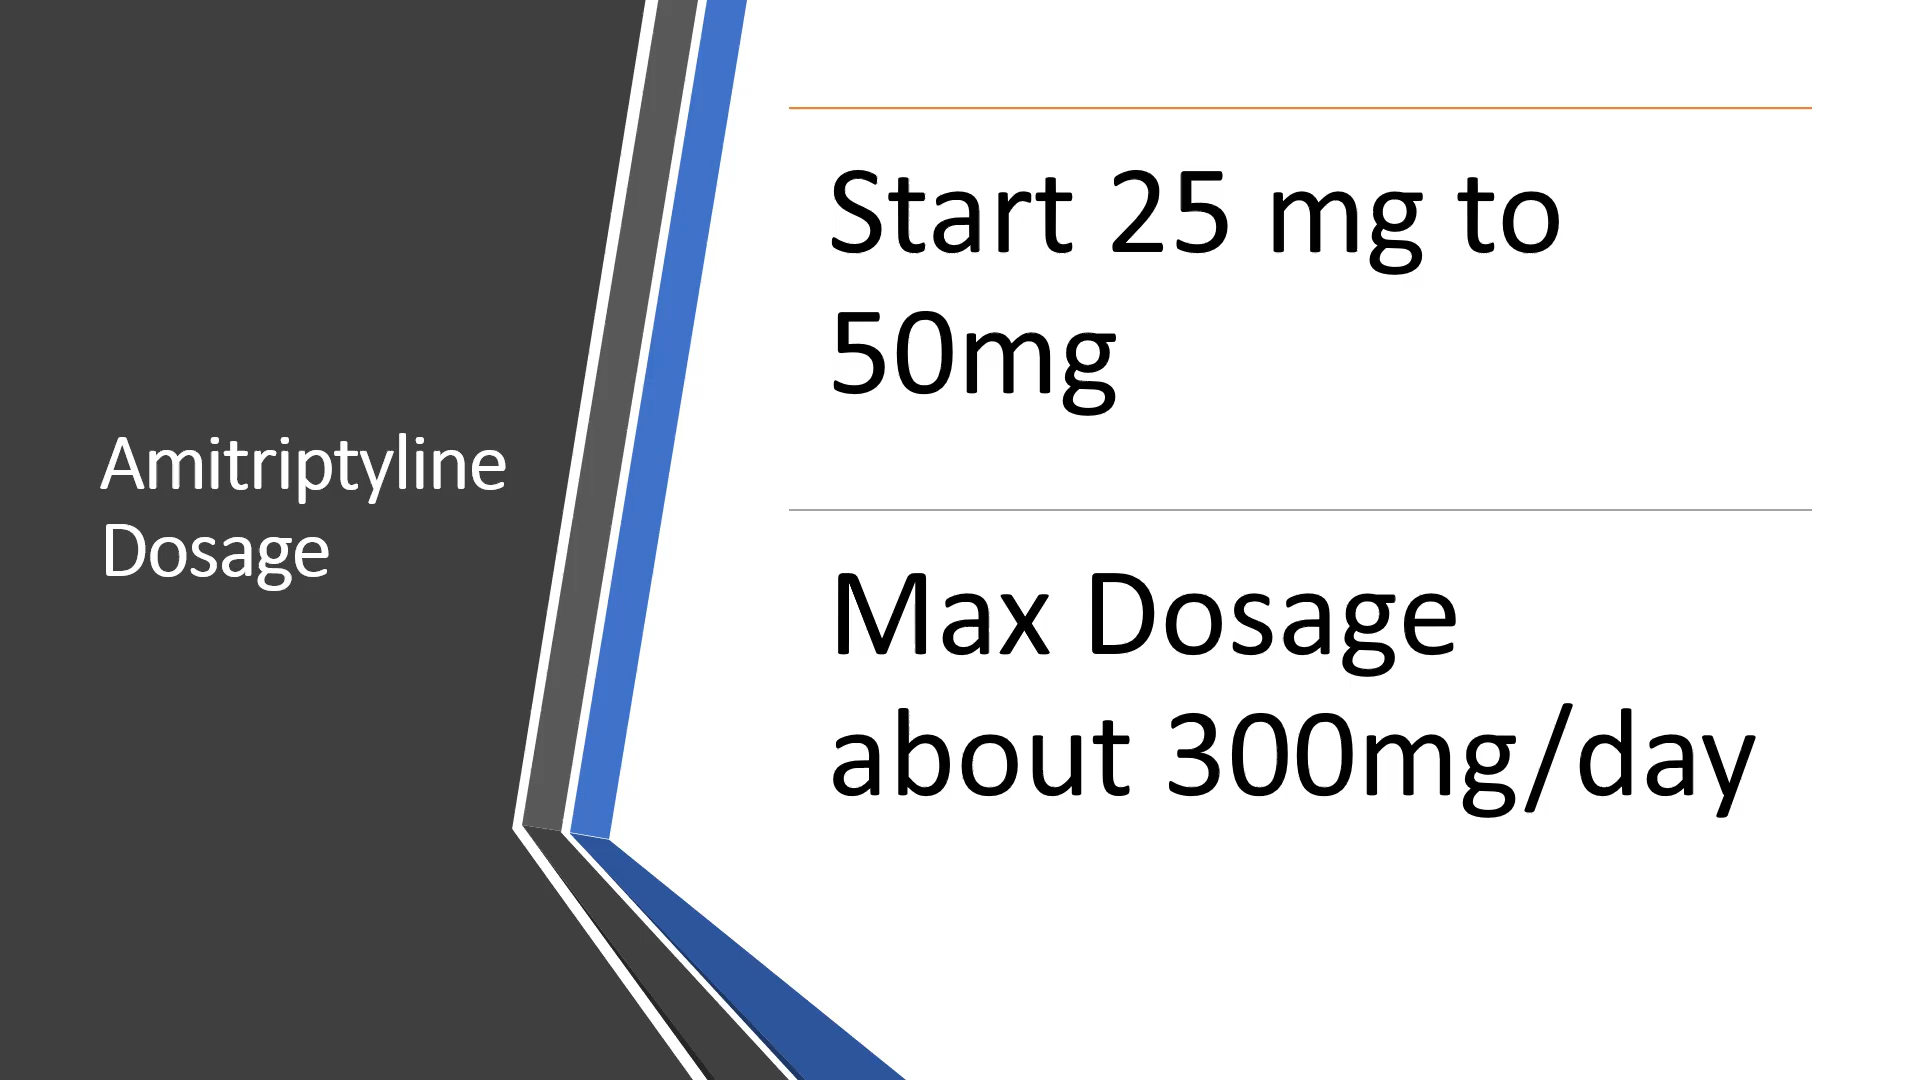 Amitriptyline
Dosage
Start 25 mg to
50mg
Max Dosage
about 300mg/day